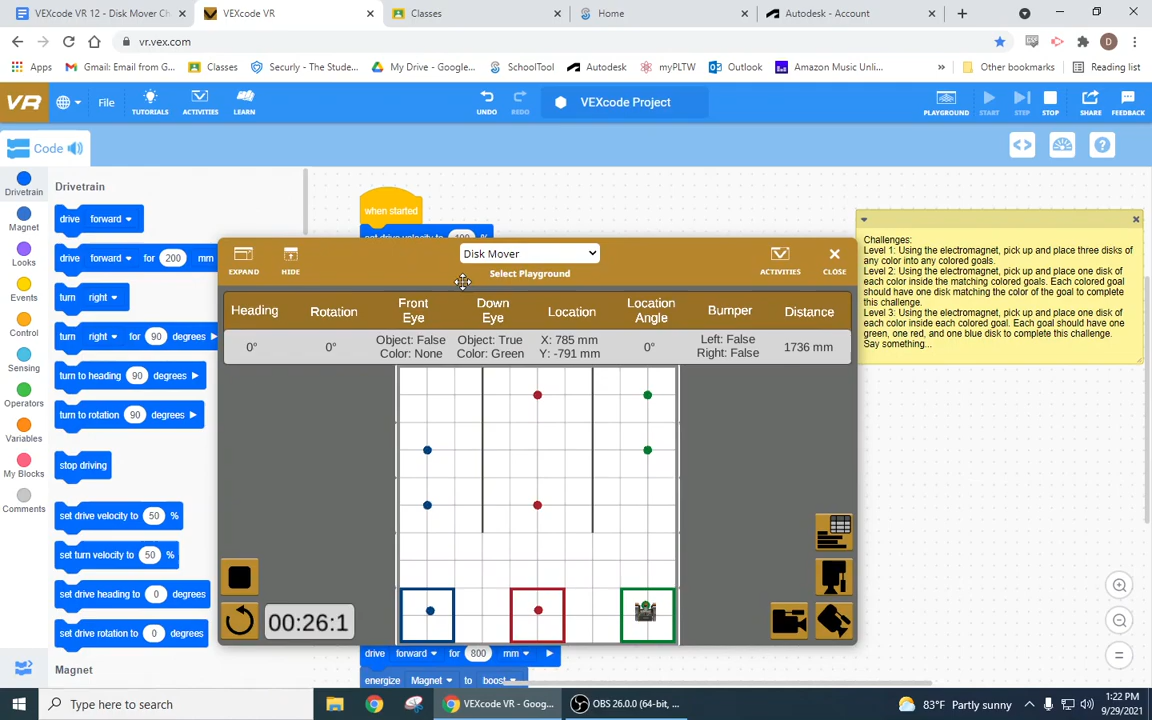 VEXcode VR 12 - Disk Mover Ch
VEXcode VR
Classes
Home
Autodesk - Account
vr.vex.com
D
Apps
Gmail: Email from G...
Classes
Securly - The Stude...
My Drive - Google...
SchoolTool
Autodesk
myPLTW
Outlook
Amazon Music Unli...
»
Other bookmarks
Reading list
VR
File
TUTORIALS
ACTIVITIES
LEARN
UNDO
REDO
VEXcode Project
PLAYGROUND
START
STEP
STOP
SHARE
FEEDBACK
Code
Drivetrain
Magnet
Looks
Events
Control
Sensing
Operators
Variables
My Blocks
Comments
Drivetrain
drive forward
drive forward for 200 mm
turn right
turn right for 90 degrees
turn to heading 90 degrees
turn to rotation 90 degrees
stop driving
set drive velocity to 50 %
set turn velocity to 50 %
set drive heading to 0 degrees
set drive rotation to 0 degrees
Magnet
when started
Challenges:
Level 1: Using the electromagnet, pick up and place three disks of
any color into any colored goals.
Level 2: Using the electromagnet, pick up and place one disk of
each color inside the matching colored goals. Each colored goal
should have one disk matching the color of the goal to complete
this challenge.
Level 3: Using the electromagnet, pick up and place one disk of
each color inside each colored goal. Each goal should have one
green, one red, and one blue disk to complete this challenge.
Say something...
EXPAND
HIDE
Disk Mover
Select Playground
ACTIVITIES
CLOSE
Heading
Rotation
Front
Eye
Down
Eye
Location
Location
Angle
Bumper
Distance
0°
0°
Object: False
Color: None
Object: True
Color: Green
X: 785 mm
Y: -791 mm
0°
Left: False
Right: False
1736 mm
00:26:1
drive forward for 800 mm
energize Magnet to boost
Type here to search
VEXcode VR - Goog...
OBS 26.0.0 (64-bit, ...
83°F Partly sunny
1:22 PM
9/29/2021